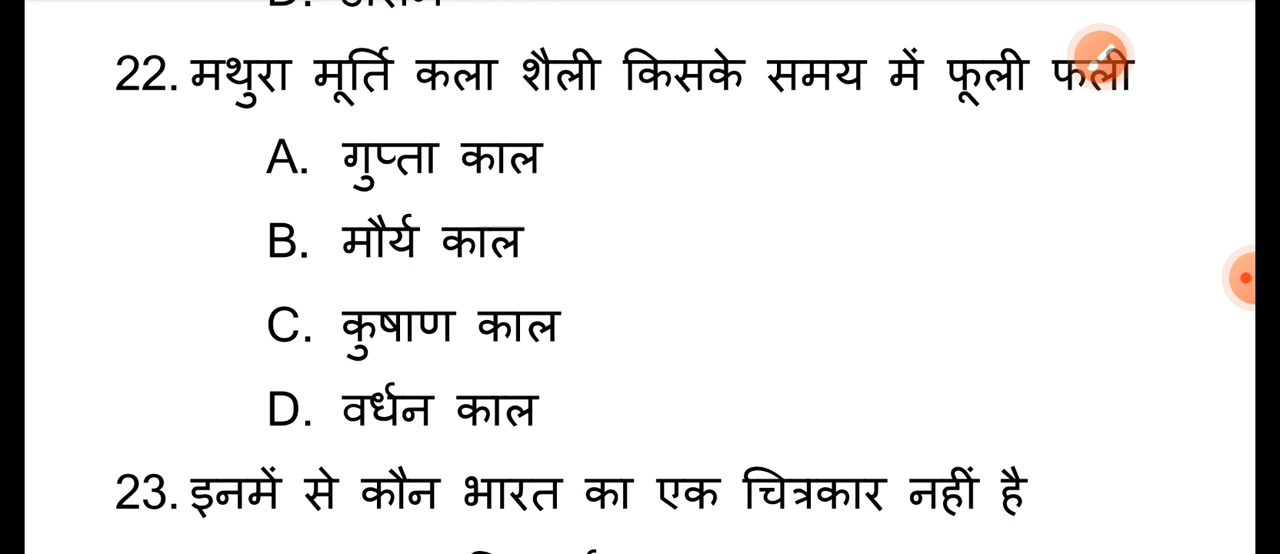 22. मथुरा मूर्ति कला शैली किसके समय में फूली फली
A. गुप्ता काल
B. मौर्य काल
C. कुषाण काल
D. वर्धन काल
23. इनमें से कौन भारत का एक चित्रकार नहीं है